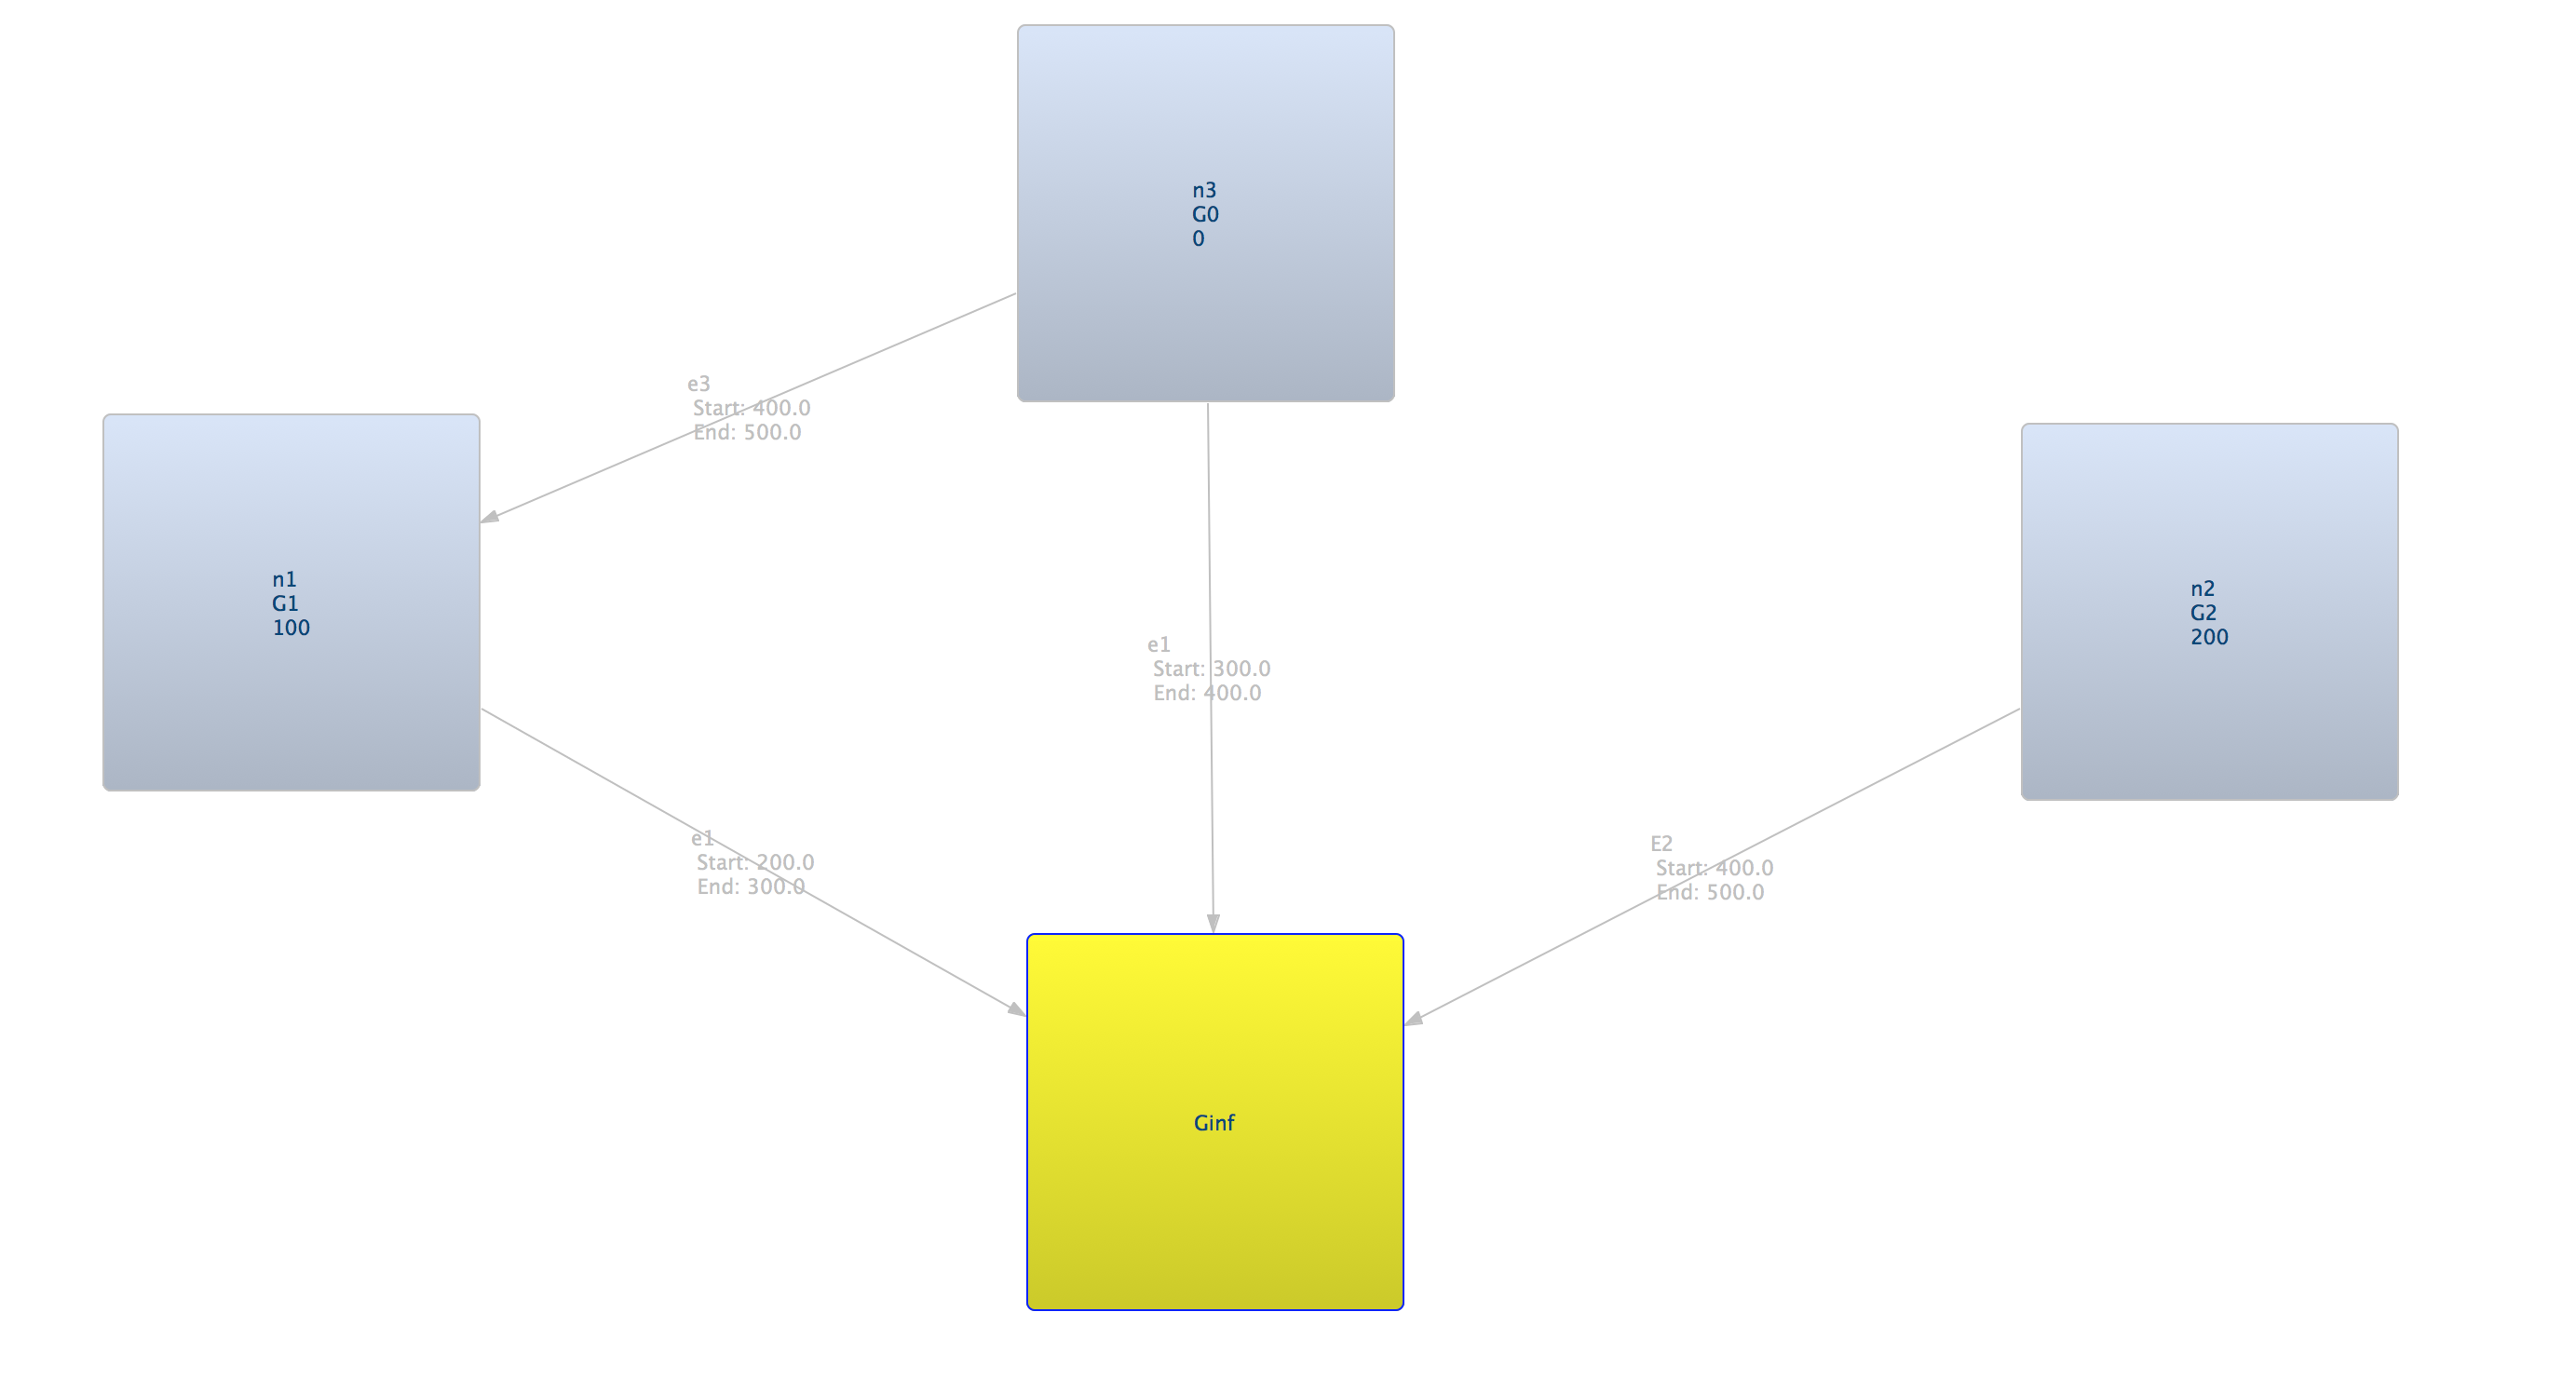 n3
G0
0
e3
Start: 400.0
End: 500.0
n1
G1
100
e1
Start: 300.0
End: 400.0
n2
G2
200
e1
Start: 200.0
End: 300.0
E2
Start: 400.0
End: 500.0
Ginf